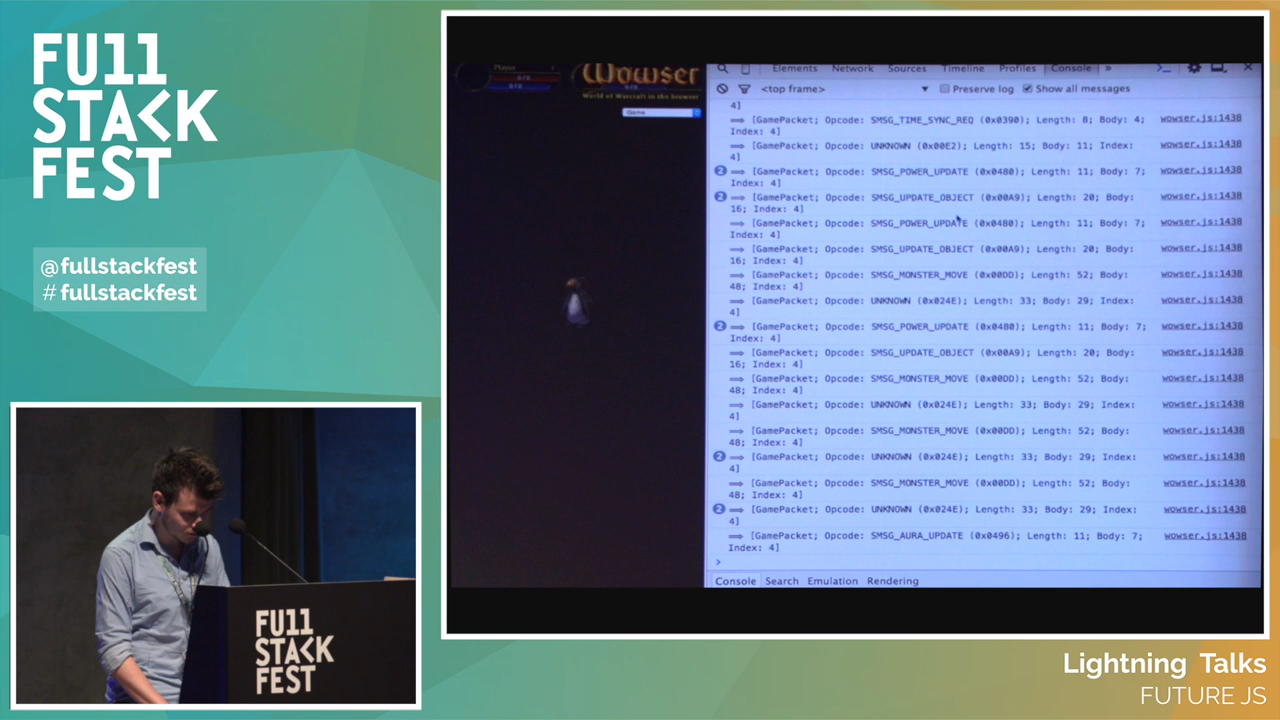 FU11
STACK
FEST
@fullstackfest
# fullstackfest
Player
Wowser
World of Warcraft in the browser
Game
Elements Network Sources Timeline Profiles Console »
<top frame> Preserve log Show all messages
4]
[GamePacket; Opcode: SMSG_TIME_SYNC_REQ (0x0390); Length: 8; Body: 4; wowser.js:1438
Index: 4]
[GamePacket; Opcode: UNKNOWN (0x00E2); Length: 15; Body: 11; Index: wowser.js:1438
4]
2 [GamePacket; Opcode: SMSG_POWER_UPDATE (0x0480); Length: 11; Body: 7; wowser.js:1438
Index: 4]
2 [GamePacket; Opcode: SMSG_UPDATE_OBJECT (0x00A9); Length: 20; Body: wowser.js:1438
16; Index: 4]
[GamePacket; Opcode: SMSG_POWER_UPDATE (0x0480); Length: 11; Body: 7; wowser.js:1438
Index: 4]
[GamePacket; Opcode: SMSG_UPDATE_OBJECT (0x00A9); Length: 20; Body: wowser.js:1438
16; Index: 4]
[GamePacket; Opcode: SMSG_MONSTER_MOVE (0x00DD); Length: 52; Body: wowser.js:1438
48; Index: 4]
[GamePacket; Opcode: UNKNOWN (0x024E); Length: 33; Body: 29; Index: wowser.js:1438
4]
2 [GamePacket; Opcode: SMSG_POWER_UPDATE (0x0480); Length: 11; Body: 7; wowser.js:1438
Index: 4]
[GamePacket; Opcode: SMSG_UPDATE_OBJECT (0x00A9); Length: 20; Body: wowser.js:1438
16; Index: 4]
[GamePacket; Opcode: SMSG_MONSTER_MOVE (0x00DD); Length: 52; Body: wowser.js:1438
48; Index: 4]
[GamePacket; Opcode: UNKNOWN (0x024E); Length: 33; Body: 29; Index: wowser.js:1438
4]
[GamePacket; Opcode: SMSG_MONSTER_MOVE (0x00DD); Length: 52; Body: wowser.js:1438
48; Index: 4]
2 [GamePacket; Opcode: UNKNOWN (0x024E); Length: 33; Body: 29; Index: wowser.js:1438
4]
[GamePacket; Opcode: SMSG_MONSTER_MOVE (0x00DD); Length: 52; Body: wowser.js:1438
48; Index: 4]
2 [GamePacket; Opcode: UNKNOWN (0x024E); Length: 33; Body: 29; Index: wowser.js:1438
4]
[GamePacket; Opcode: SMSG_AURA_UPDATE (0x0496); Length: 11; Body: 7; wowser.js:1438
Index: 4]
>
Console Search Emulation Rendering
FU11
STACK
FEST
Lightning Talks
FUTURE JS